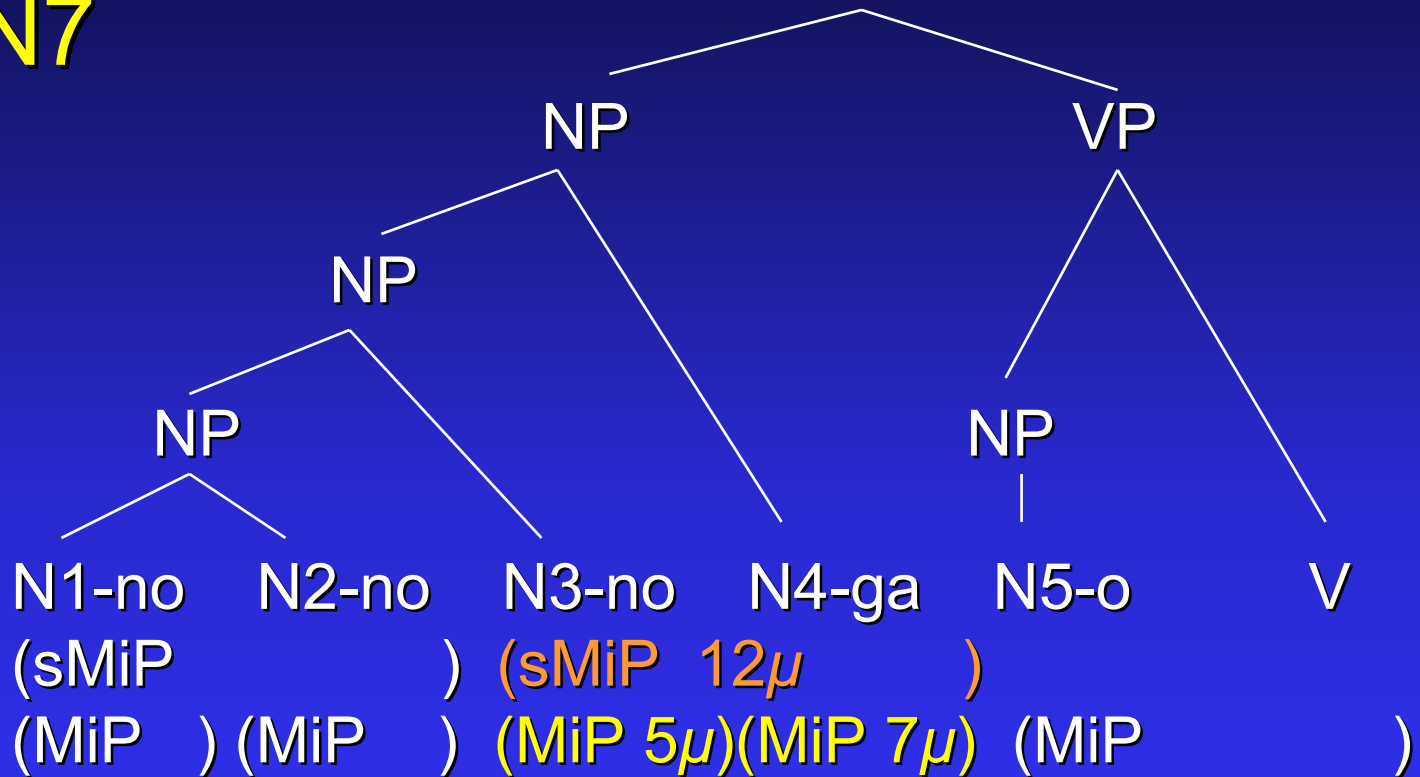 N7
NP VP
NP
NP NP
N1-no N2-no N3-no N4-ga N5-o V
(sMiP ) (sMiP 12μ )
(MiP ) (MiP ) (MiP 5μ)(MiP 7μ) (MiP )